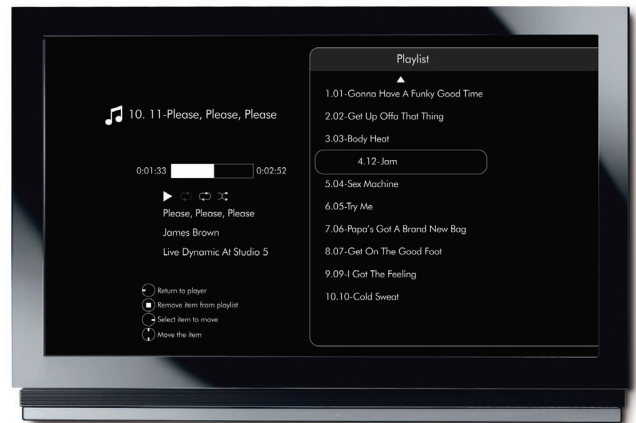 10. 11-Please, Please, Please
0:01:33
0:02:52
Please, Please, Please
James Brown
Live Dynamic At Studio 5
Return to player
Remove item from playlist
Select item to move
Move the item
Playlist
1.01-Gonna Have A Funky Good Time
2.02-Get Up Offa That Thing
3.03-Body Heat
4.12-Jam
5.04-Sex Machine
6.05-Try Me
7.06-Papa's Got A Brand New Bag
8.07-Get On The Good Foot
9.09-I Got The Feeling
10.10-Cold Sweat